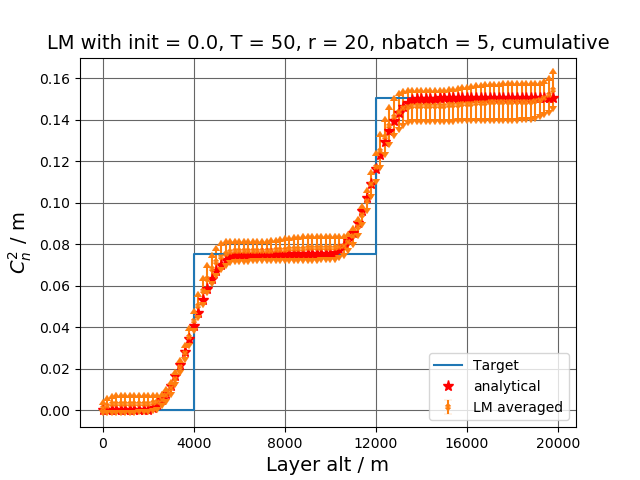 LM with init = 0.0, T = 50, r = 20, nbatch = 5, cumulative
0.16
0.14
0.12
0.10
0.08
0.06
0.04
0.02
0.00
C_n^2 / m
Target
analytical
LM averaged
0 4000 8000 12000 16000 20000
Layer alt / m